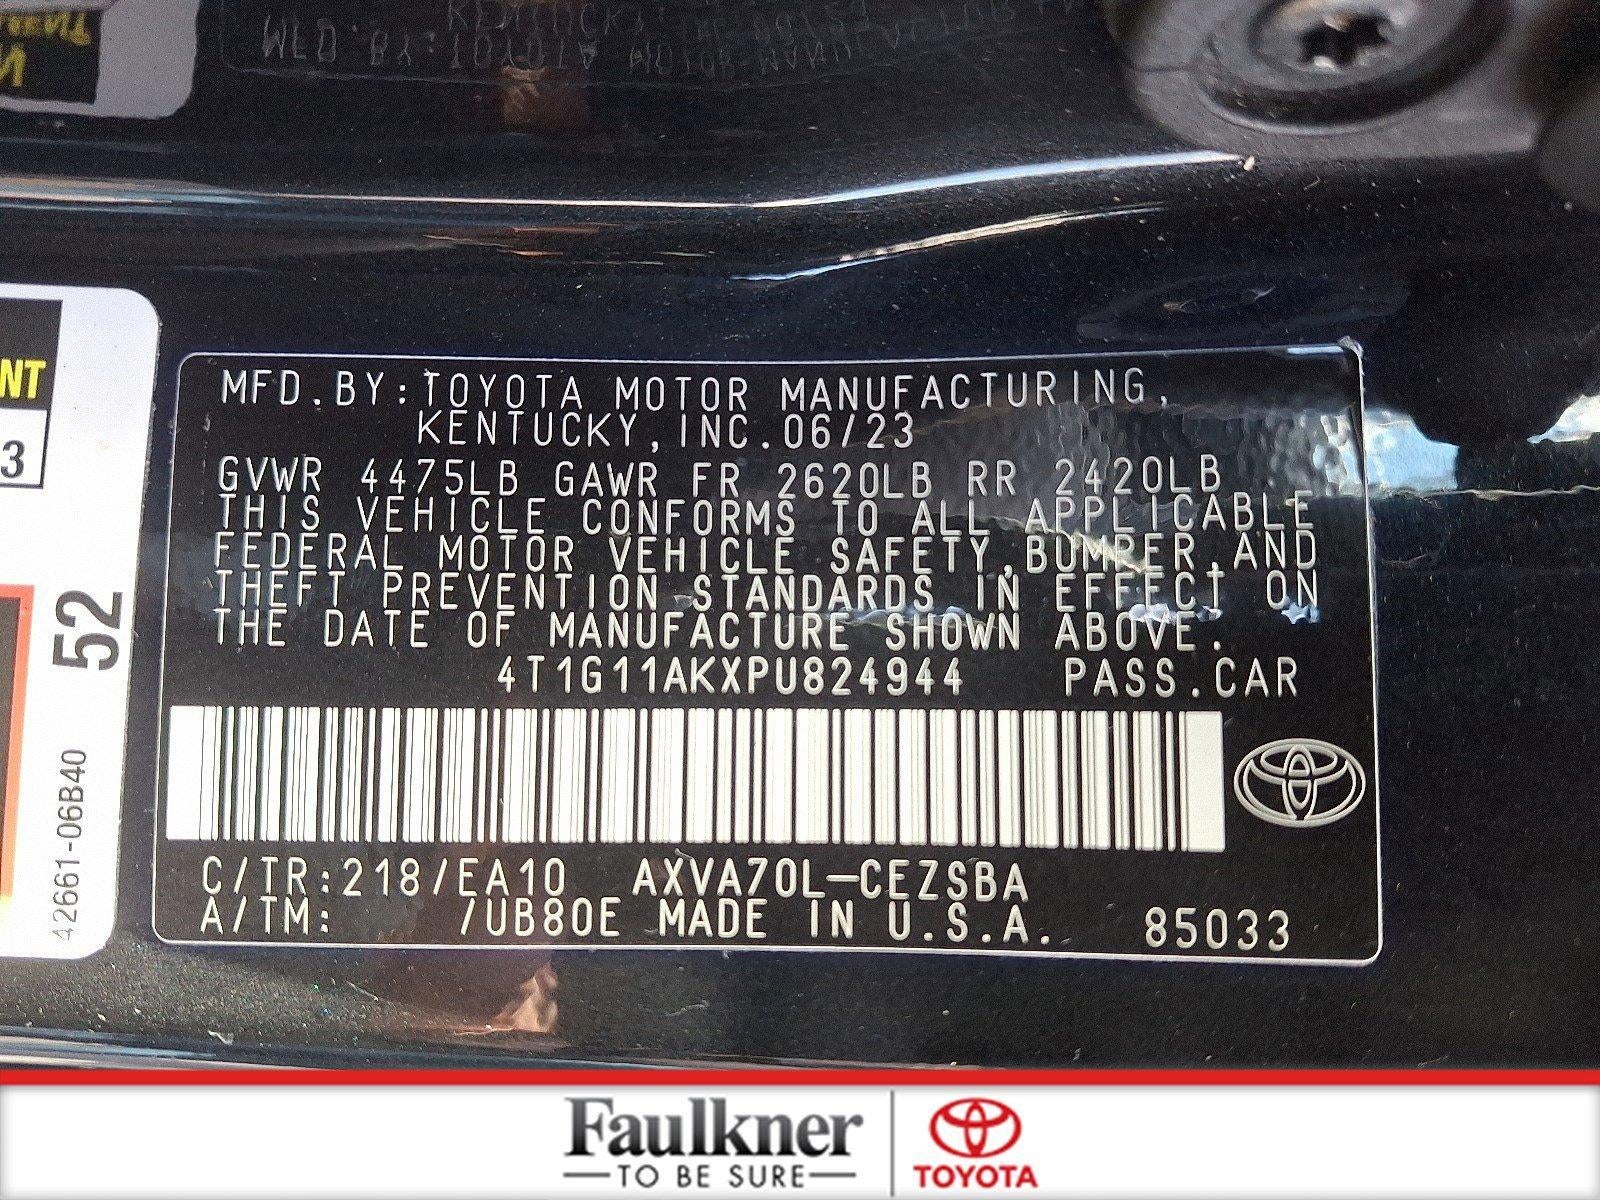 NT
3
52
42661-06B40
MFD.BY:TOYOTA MOTOR MANUFACTURING,
KENTUCKY,INC.06/23
GVWR 4475LB GAWR FR 2620LB RR 2420LB
THIS VEHICLE CONFORMS TO ALL APPLICABLE
FEDERAL MOTOR VEHICLE SAFETY,BUMPER,AND
THEFT PREVENTION STANDARDS IN EFFECT ON
THE DATE OF MANUFACTURE SHOWN ABOVE.
4T1G11AKXPU824944 PASS.CAR
C/TR:218/EA10 AXVA70L-CEZSBA
A/TM: /UB80E MADE IN U.S.A. 85033
Faulkner
TO BE SURE
TOYOTA